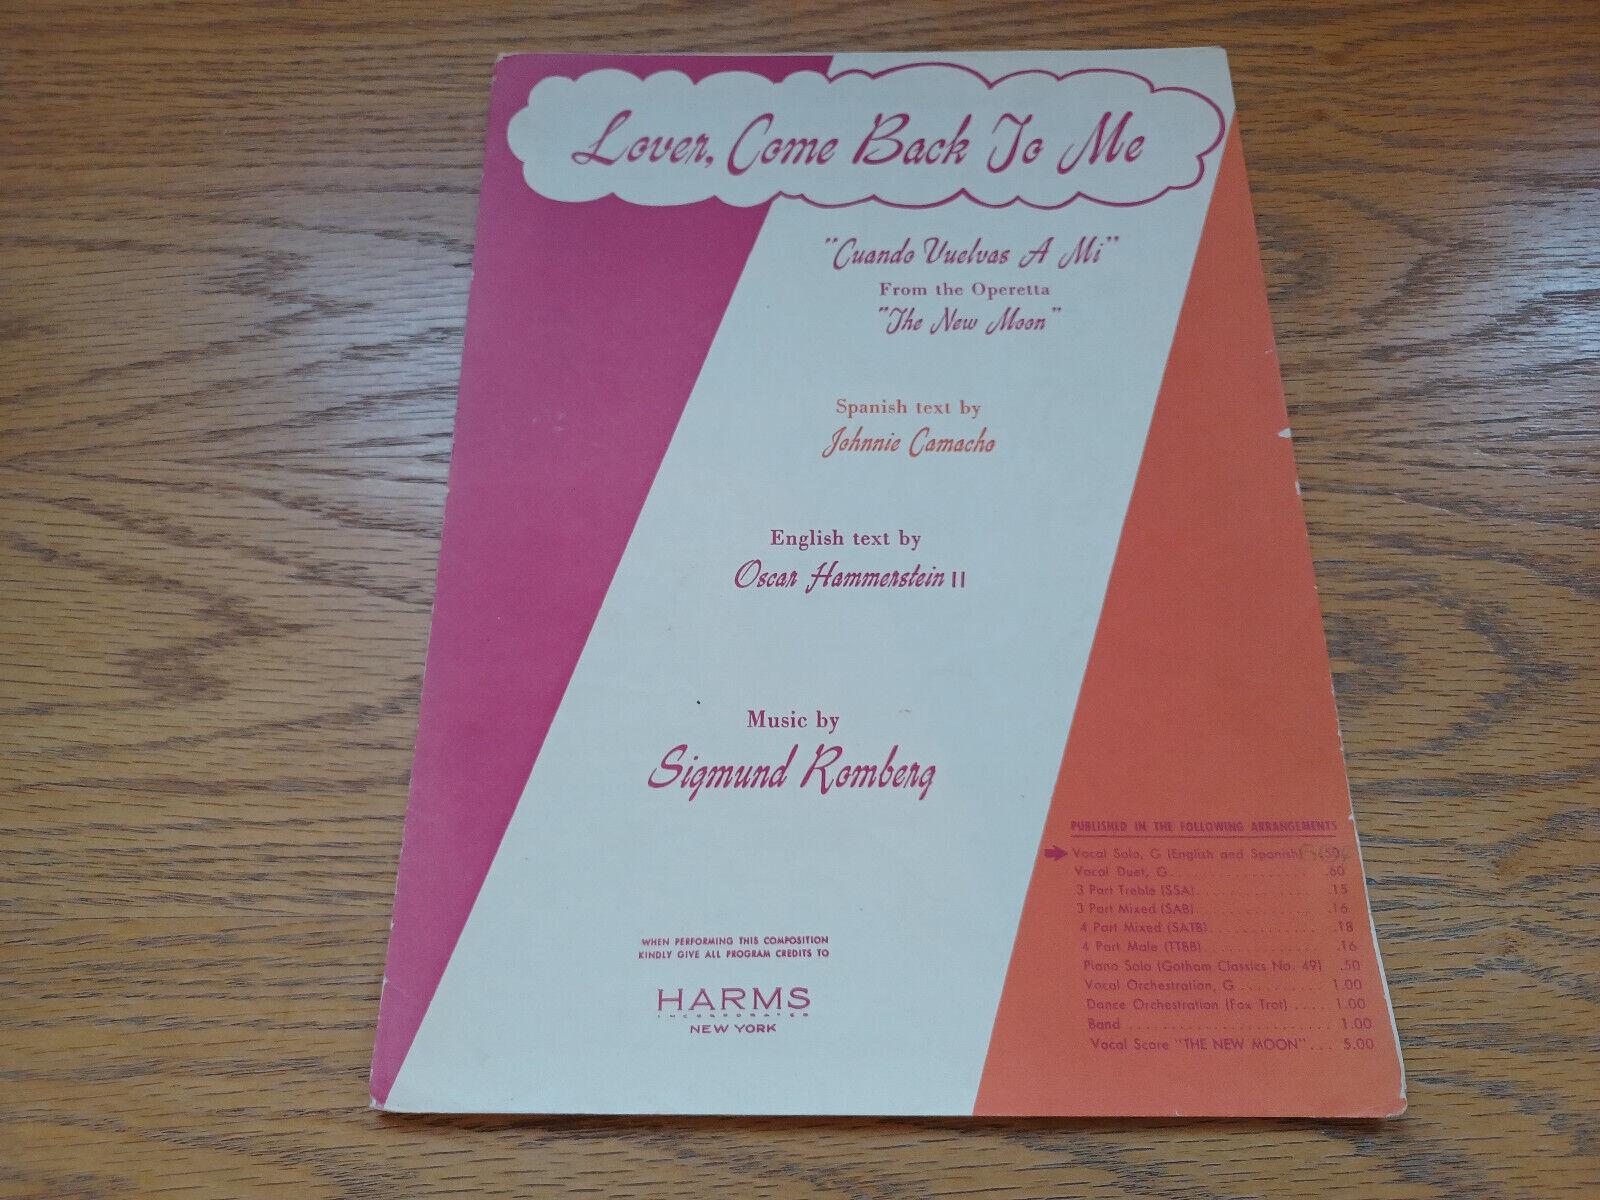 Lover, Come Back To Me
"Cuando Vuelvas A Mi"
From the Operetta
"The New Moon"
Spanish text by
Johnnie Camacho
English text by
Oscar Hammerstein II
Music by
Sigmund Romberg
WHEN PERFORMING THIS COMPOSITION
KINDLY GIVE ALL PROGRAM CREDITS TO
HARMS
INCORPORATED
NEW YORK
PUBLISHED IN THE FOLLOWING ARRANGEMENTS
Vocal Solo, G (English and Spanish) .50
Vocal Duet, G .60
3 Part Treble (SSA) .15
3 Part Mixed (SAB) .16
4 Part Mixed (SATB) .18
4 Part Male (TTBB) .16
Piano Solo (Gotham Classics No. 49) .50
Vocal Orchestration, G 1.00
Dance Orchestration (Fox Trot) 1.00
Band 1.00
Vocal Score "THE NEW MOON" 5.00